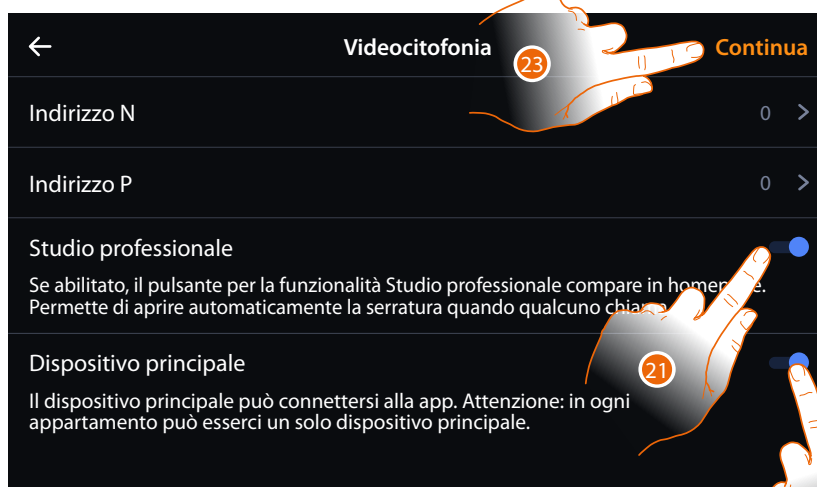 Videocitofonia
23
Continua
Indirizzo N
0
Indirizzo P
0
Studio professionale
Se abilitato, il pulsante per la funzionalità Studio professionale compare in
Permette di aprire automaticamente la serratura quando qualcuno
Dispositivo principale
21
Il dispositivo principale può connettersi alla app. Attenzione: in ogni
appartamento può esserci un solo dispositivo principale.